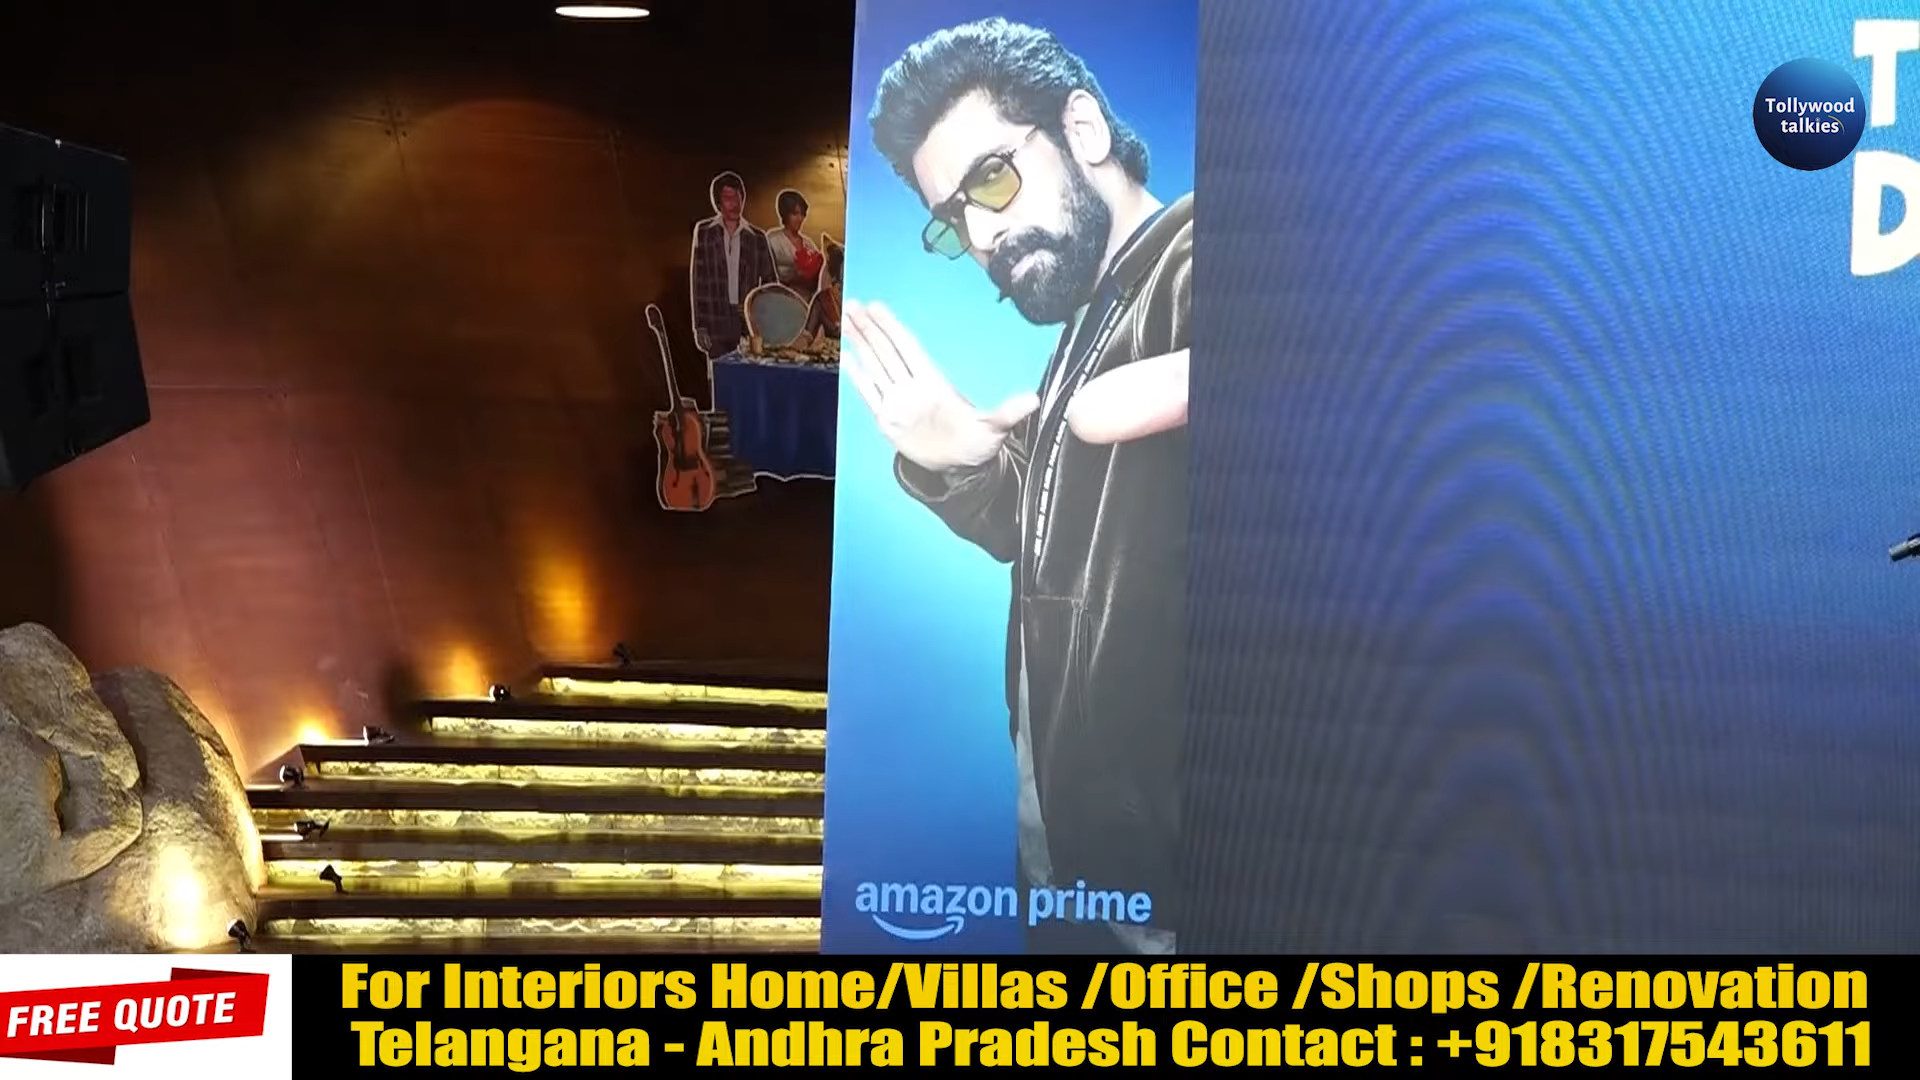 T
Tollywood
talkies
D
amazon prime
FREE QUOTE
For Interiors Home/Villas /Office /Shops /Renovation
Telangana - Andhra Pradesh Contact : +918317543611